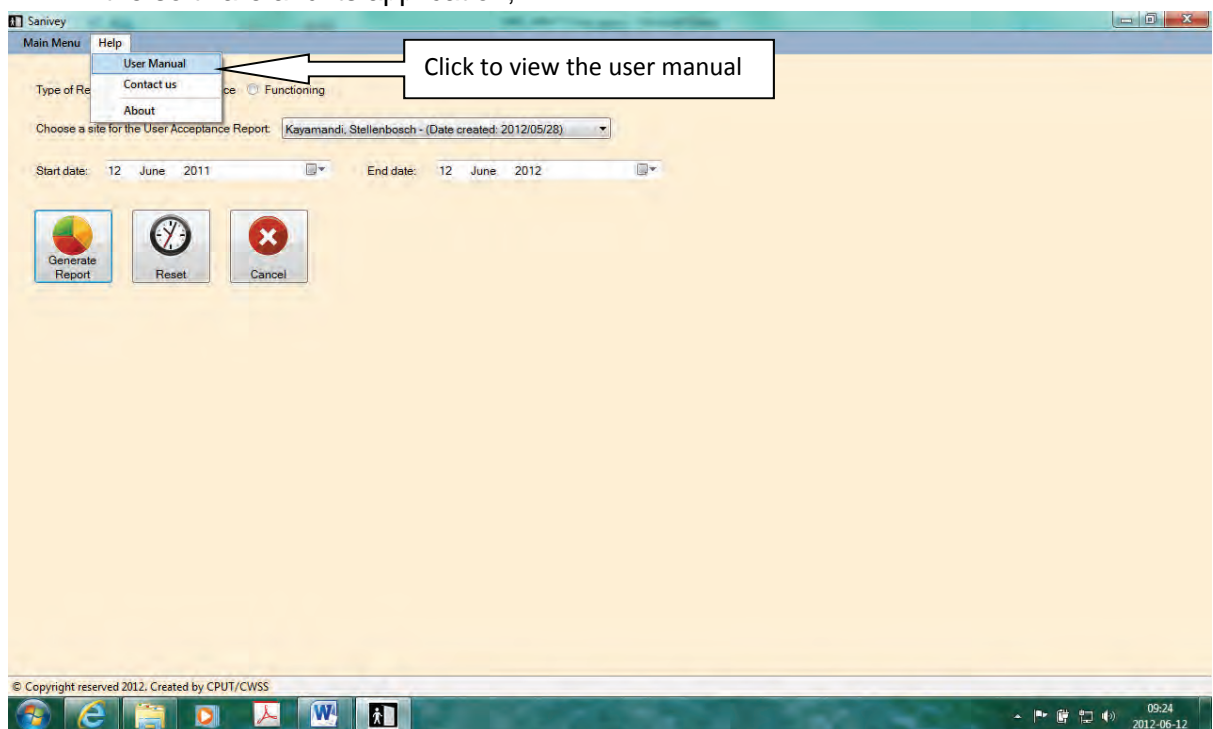 Sanivey
Main Menu Help
User Manual
Click to view the user manual
Contact us
Type of Re ce Functioning
About
Choose a site for the User Acceptance Report: Kayamandi, Stellenbosch - (Date created: 2012/05/28)
Start date: 12 June 2011 End date: 12 June 2012
Generate
Report Reset Cancel
© Copyright reserved 2012. Created by CPUT/CWSS
09:24
2012-06-12